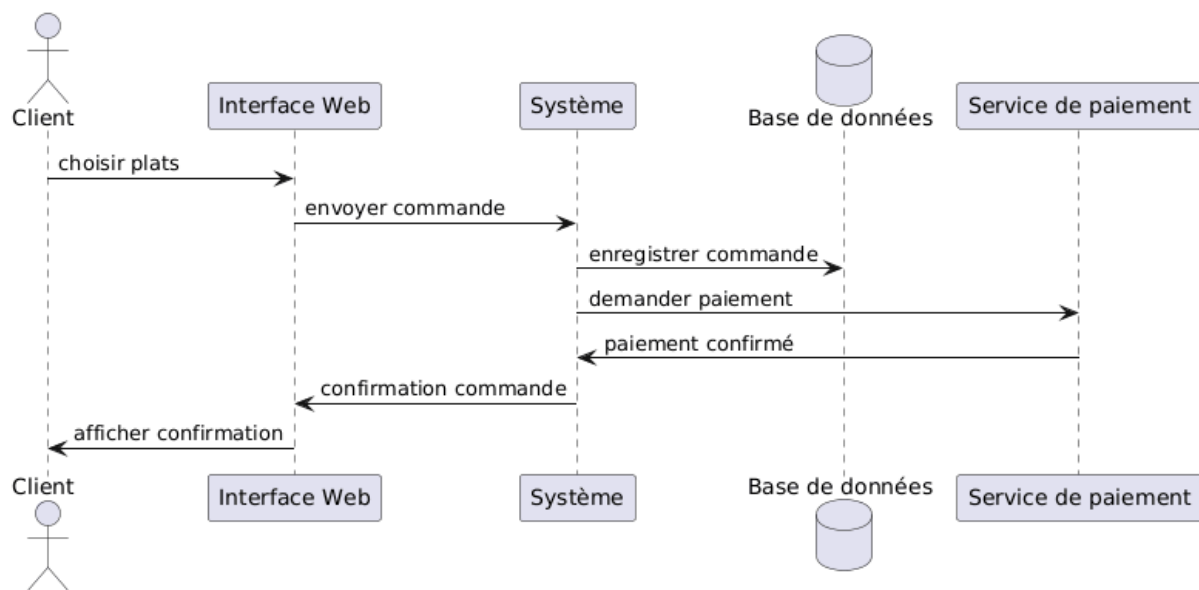 Client
Interface Web
Système
Base de données
Service de paiement
choisir plats
envoyer commande
enregistrer commande
demander paiement
paiement confirmé
confirmation commande
afficher confirmation
Client
Interface Web
Système
Base de données
Service de paiement